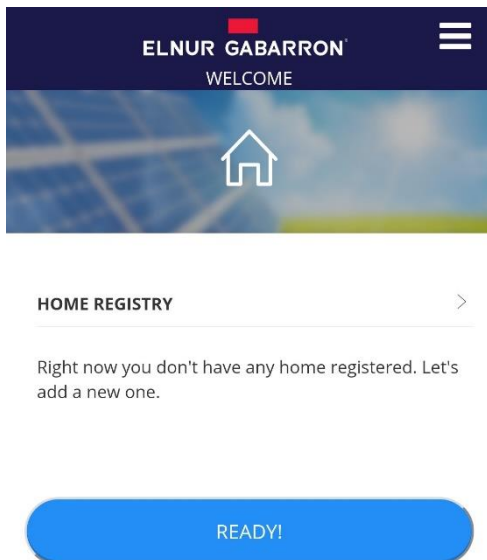 ELNUR GABARRON
WELCOME
HOME REGISTRY
Right now you don't have any home registered. Let's
add a new one.
READY!